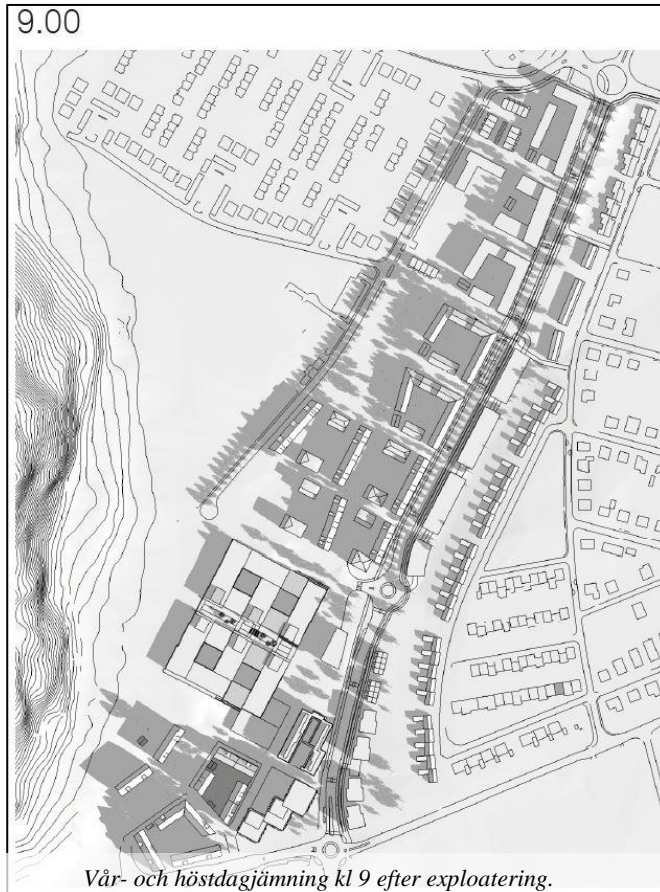 9.00
Vår- och höstdagjämning kl 9 efter exploatering.